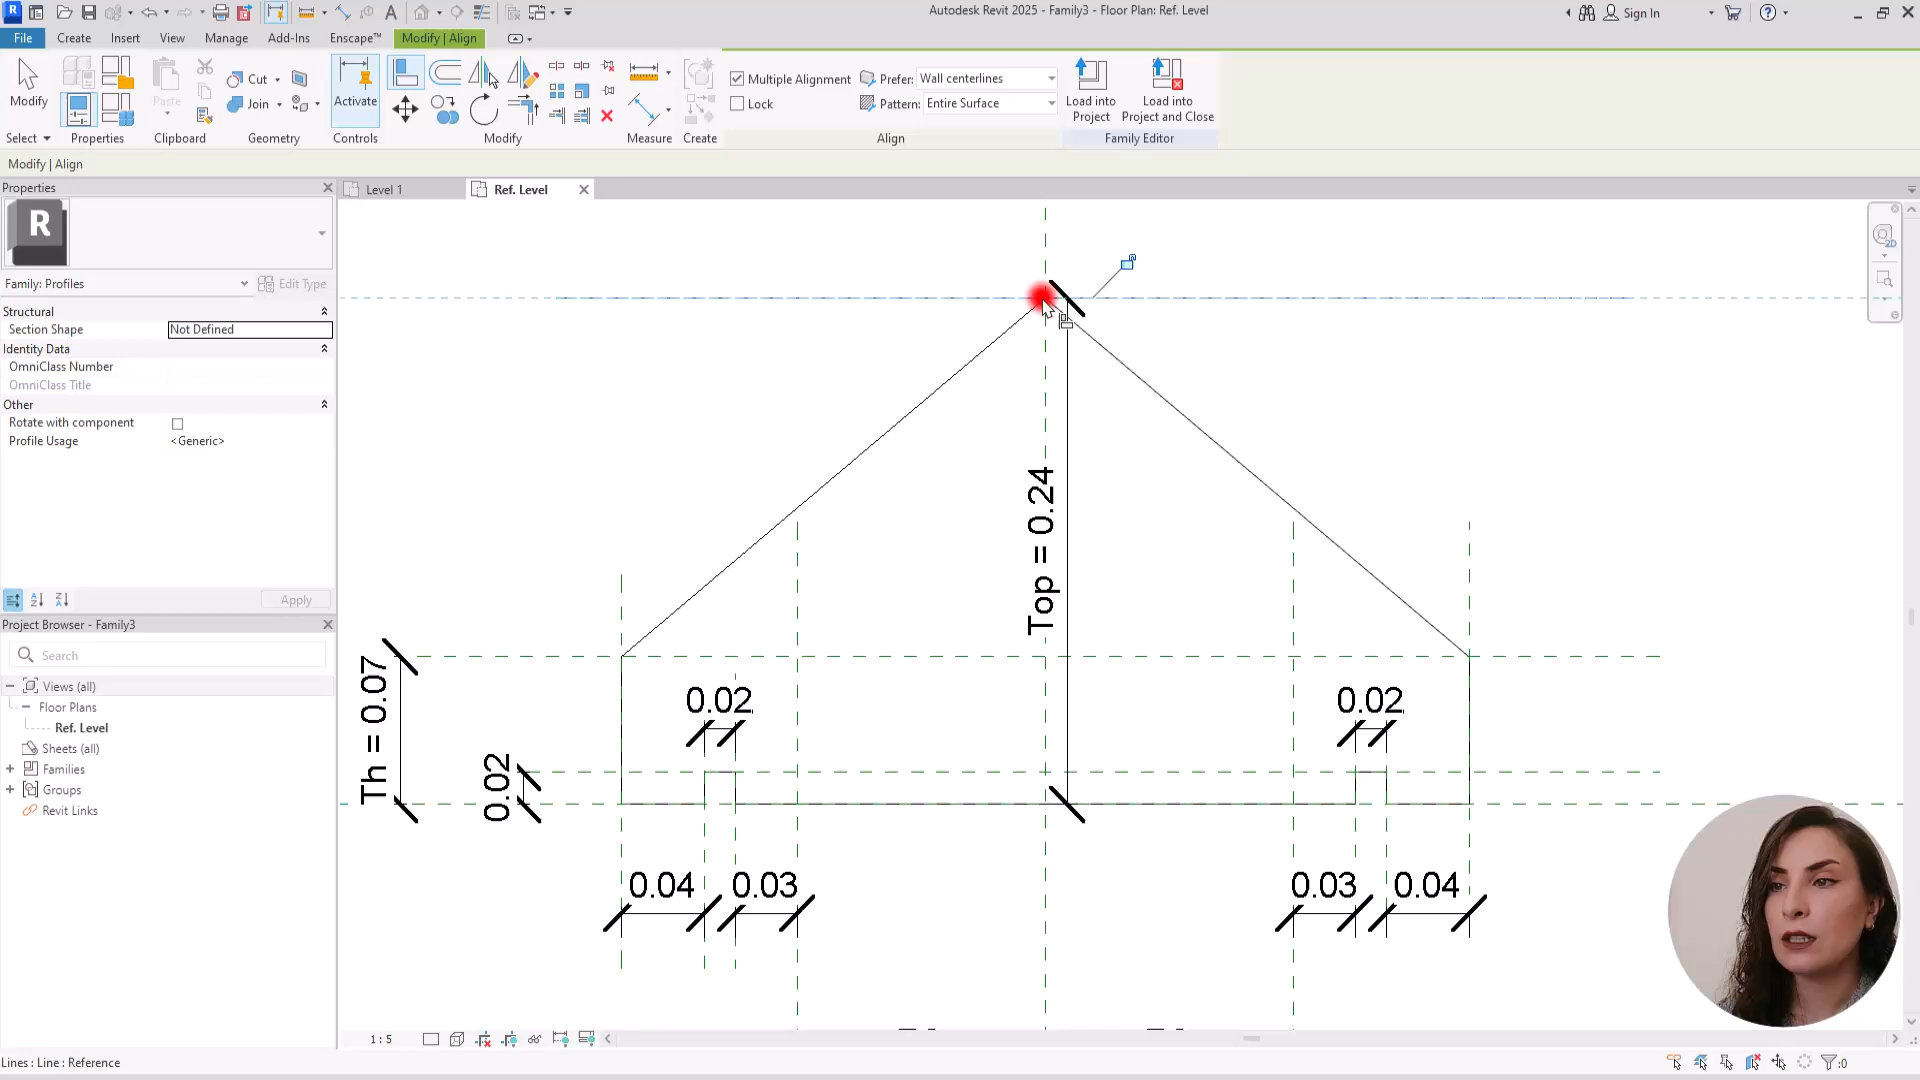 Autodesk Revit 2025 - Family3 - Floor Plan: Ref. Level
Sign In
File
Create
Insert
View
Manage
Add-Ins
Enscape™
Modify | Align
Modify
Paste
Cut
Join
Activate
Multiple Alignment
Lock
Prefer: Wall centerlines
Pattern: Entire Surface
Load into
Project
Load into
Project and Close
Select
Properties
Clipboard
Geometry
Controls
Modify
Measure
Create
Align
Family Editor
Modify | Align
Properties
Level 1
Ref. Level
R
Family: Profiles
Edit Type
Structural
Section Shape
Not Defined
Identity Data
OmniClass Number
OmniClass Title
Other
Rotate with component
Profile Usage
<Generic>
Apply
Project Browser - Family3
Search
Views (all)
Floor Plans
Ref. Level
Sheets (all)
Families
Groups
Revit Links
2D
Top = 0.24
Th = 0.07
0.02
0.02
0.02
0.04
0.03
0.03
0.04
1 : 5
Lines : Line : Reference
:0